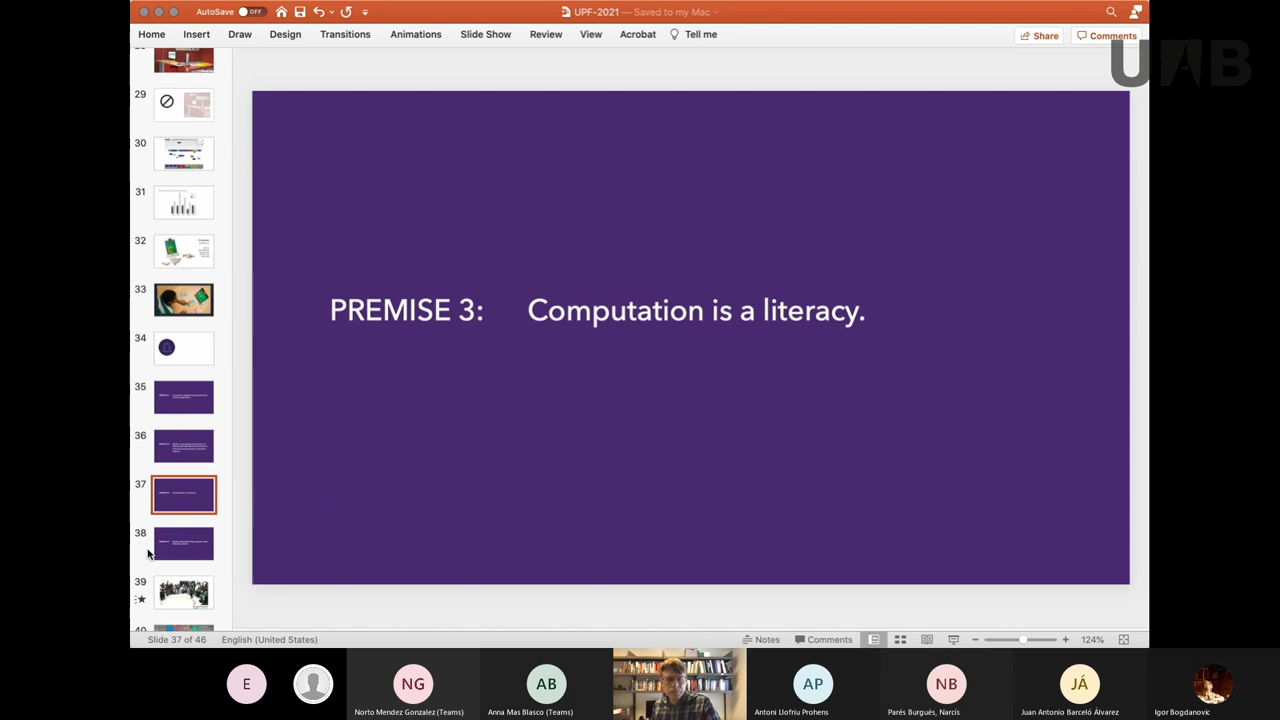 AutoSave OFF UPF-2021 — Saved to my Mac
Home Insert Draw Design Transitions Animations Slide Show Review View Acrobat Tell me Share Comments
UAB
29
30
31
32
33
34
35
36
37
38
39
PREMISE 3: Computation is a literacy.
Slide 37 of 46 English (United States) Notes Comments 124%
E NG AB AP NB JÁ
Norto Mendez Gonzalez (Teams) Anna Mas Blasco (Teams) Antoni Llofriu Prohens Parés Burguès, Narcís Juan Antonio Barceló Álvarez Igor Bogdanovic